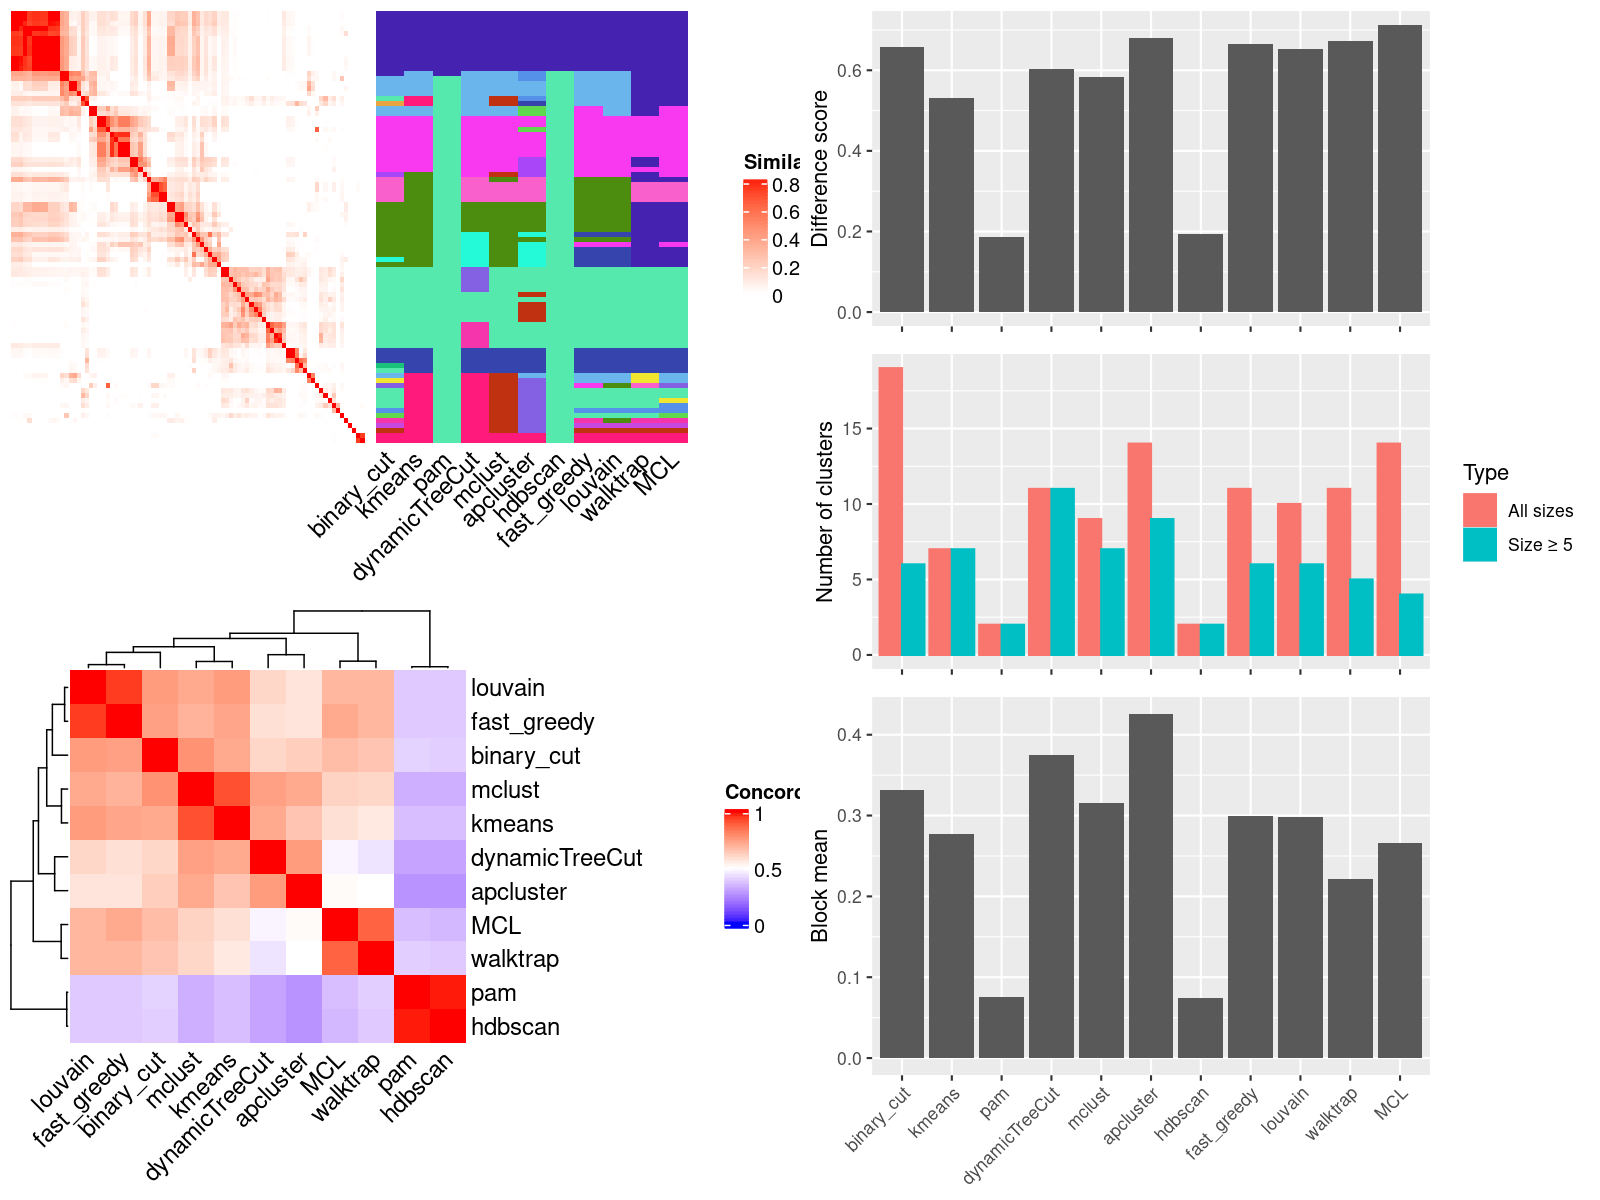 Simila
0.8
0.6
0.4
0.2
0
binary_cut
kmeans
pam
dynamicTreeCut
mclust
apcluster
hdbscan
fast_greedy
louvain
walktrap
MCL
louvain
fast_greedy
binary_cut
mclust
kmeans
dynamicTreeCut
apcluster
MCL
walktrap
pam
hdbscan
louvain
fast_greedy
binary_cut
mclust
kmeans
dynamicTreeCut
apcluster
MCL
walktrap
pam
hdbscan
Concord
1
0.5
0
Difference score
0.6
0.4
0.2
0.0
Number of clusters
15
10
5
0
Type
All sizes
Size ≥ 5
Block mean
0.4
0.3
0.2
0.1
0.0
binary_cut
kmeans
pam
dynamicTreeCut
mclust
apcluster
hdbscan
fast_greedy
louvain
walktrap
MCL